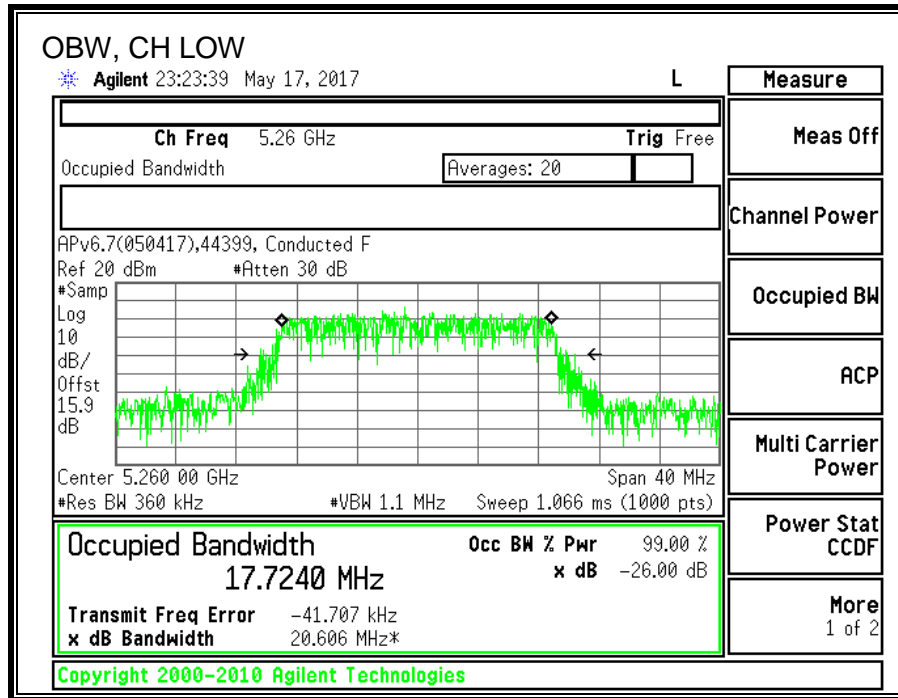 OBW, CH LOW
Agilent 23:23:39 May 17, 2017 L Measure
Ch Freq 5.26 GHz Trig Free
Meas Off
Occupied Bandwidth Averages: 20
Channel Power
APv6.7(050417),44399, Conducted F
Ref 20 dBm #Atten 30 dB
#Samp
Log
10
dB/
Offst
15.9
dB
Occupied BW
ACP
Multi Carrier
Power
Center 5.260 00 GHz Span 40 MHz
#Res BW 360 kHz #VBW 1.1 MHz Sweep 1.066 ms (1000 pts)
Power Stat
CCDF
Occupied Bandwidth Occ BW % Pwr 99.00 %
17.7240 MHz x dB -26.00 dB
Transmit Freq Error -41.707 kHz
x dB Bandwidth 20.606 MHz*
More
1 of 2
Copyright 2000-2010 Agilent Technologies